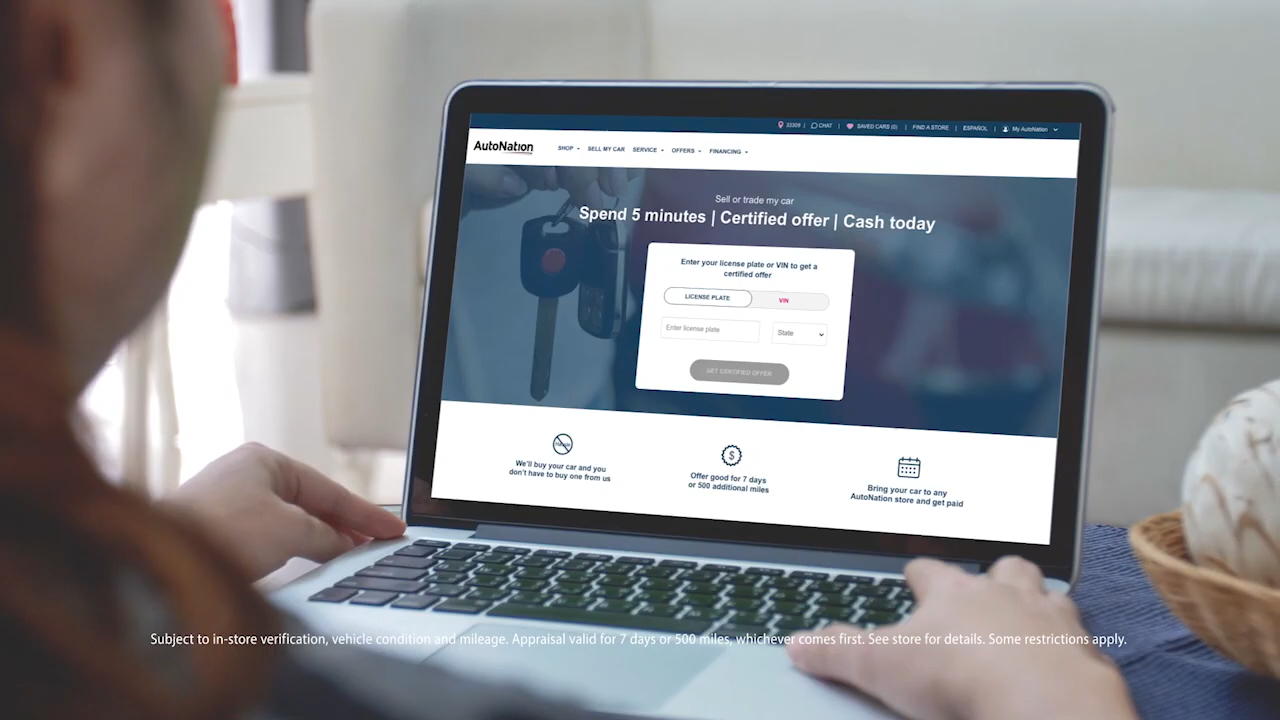 33309 | CHAT | SAVED CARS (0) | FIND A STORE | ESPAÑOL | My AutoNation
AutoNation SHOP SELL MY CAR SERVICE OFFERS FINANCING
Sell or trade my car
Spend 5 minutes | Certified offer | Cash today
Enter your license plate or VIN to get a
certified offer
LICENSE PLATE VIN
Enter license plate State
GET CERTIFIED OFFER
We'll buy your car and you
don't have to buy one from us
$
Offer good for 7 days
or 500 additional miles
Bring your car to any
AutoNation store and get paid
Subject to in-store verification, vehicle condition and mileage. Appraisal valid for 7 days or 500 miles, whichever comes first. See store for details. Some restrictions apply.